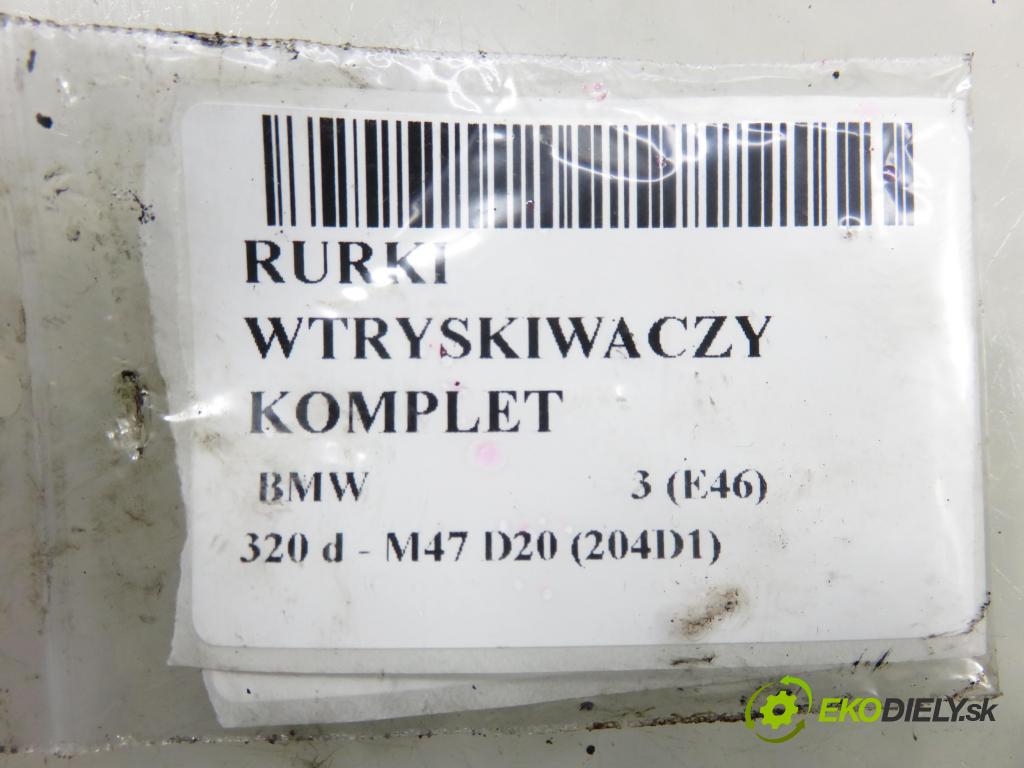 RURKI
WTRYSKIWACZY
KOMPLET
BMW 3 (E46)
320 d - M47 D20 (204D1)
EKODIELY.sk